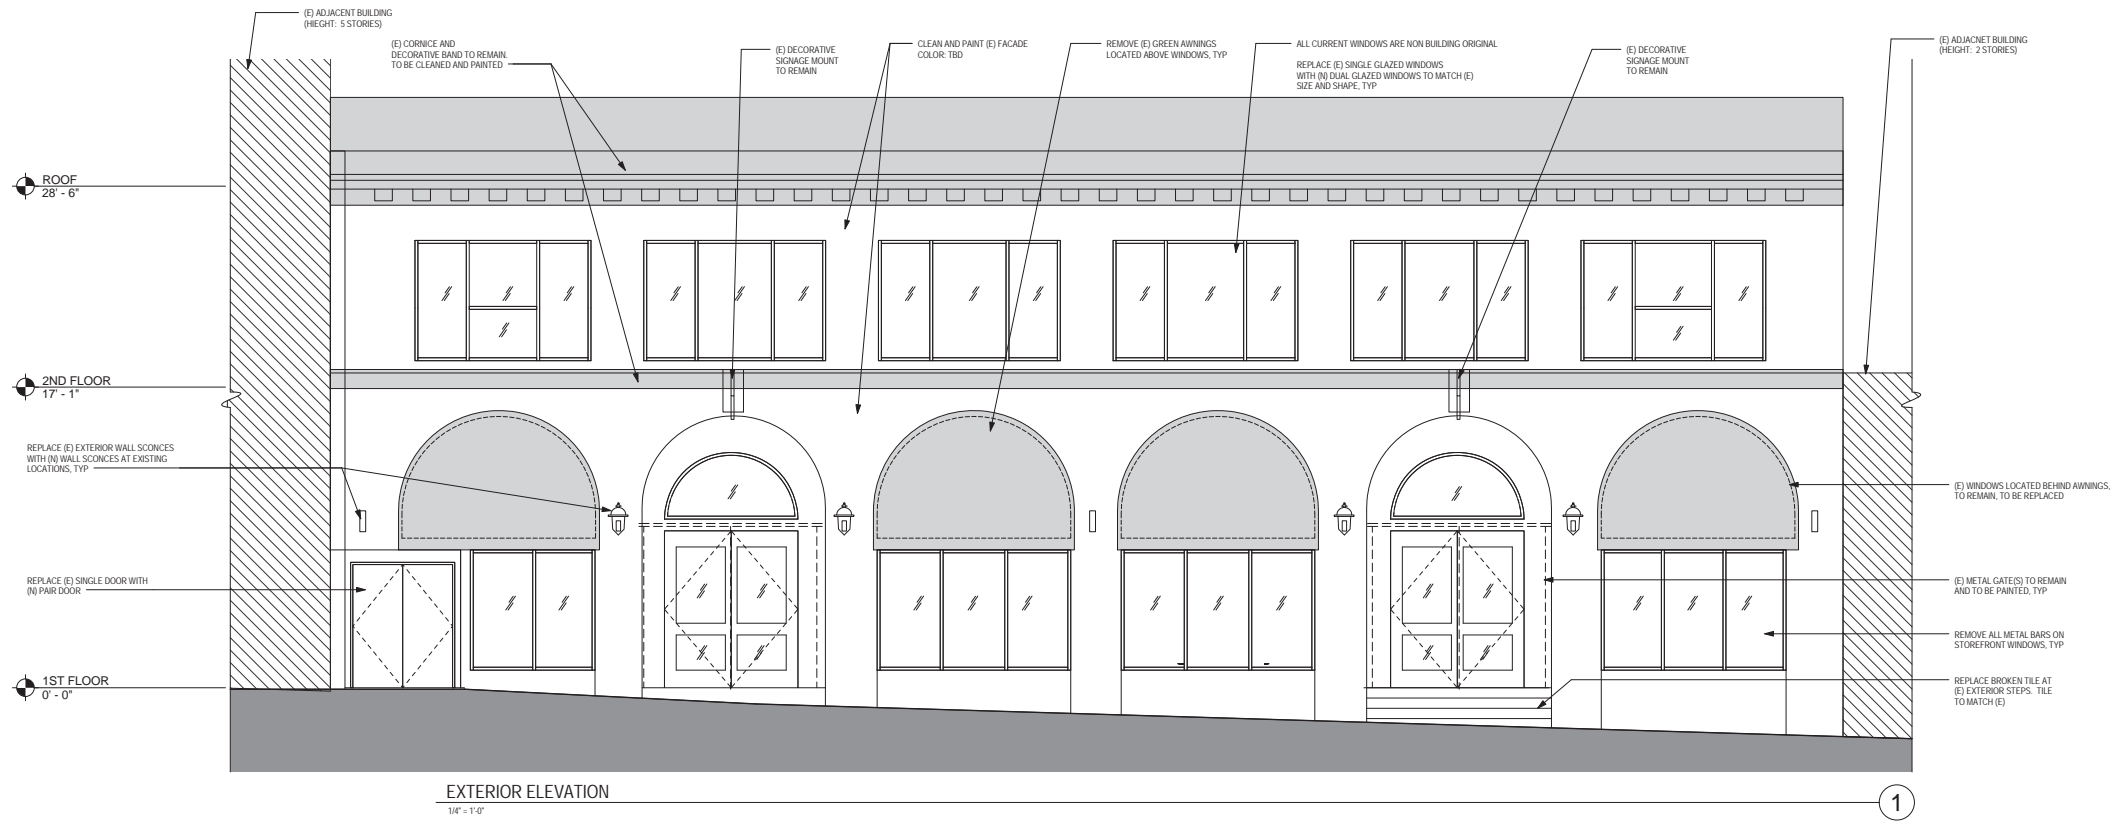 (E) ADJACENT BUILDING
(HIEGHT:  5 STORIES)
(E) CORNICE AND
DECORATIVE BAND TO REMAIN.
TO BE CLEANED AND PAINTED
(E) DECORATIVE
SIGNAGE MOUNT
TO REMAIN
CLEAN AND PAINT (E) FACADE
COLOR: TBD
REMOVE (E) GREEN AWNINGS
LOCATED ABOVE WINDOWS, TYP
ALL CURRENT WINDOWS ARE NON BUILDING ORIGINAL
REPLACE (E) SINGLE GLAZED WINDOWS
WITH (N) DUAL GLAZED WINDOWS TO MATCH (E)
SIZE AND SHAPE, TYP
(E) DECORATIVE
SIGNAGE MOUNT
TO REMAIN
(E) ADJACNET BUILDING
(HEIGHT:  2 STORIES)
ROOF
28' - 6"
2ND FLOOR
17' - 1"
REPLACE (E) EXTERIOR WALL SCONCES
WITH (N) WALL SCONCES AT EXISTING
LOCATIONS, TYP
(E) WINDOWS LOCATED BEHIND AWNINGS,
TO REMAIN, TO BE REPLACED
REPLACE (E) SINGLE DOOR WITH
(N) PAIR DOOR
(E) METAL GATE(S) TO REMAIN
AND TO BE PAINTED, TYP
REMOVE ALL METAL BARS ON
STOREFRONT WINDOWS, TYP
1ST FLOOR
0' - 0"
REPLACE BROKEN TILE AT
(E) EXTERIOR STEPS.  TILE
TO MATCH (E)
EXTERIOR ELEVATION
1/4" = 1'-0"
1